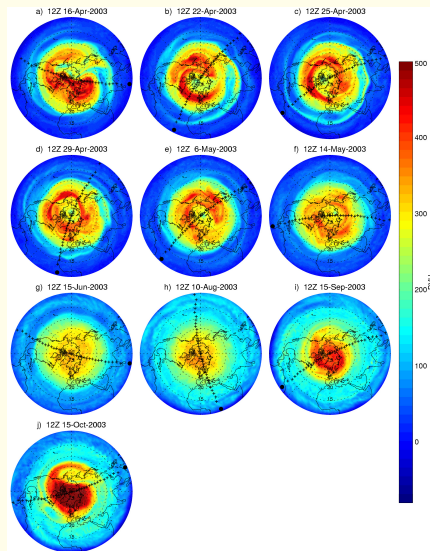 a) 12Z 16-Apr-2003
b) 12Z 22-Apr-2003
c) 12Z 25-Apr-2003
d) 12Z 29-Apr-2003
e) 12Z 6-May-2003
f) 12Z 14-May-2003
g) 12Z 15-Jun-2003
h) 12Z 10-Aug-2003
i) 12Z 15-Sep-2003
j) 12Z 15-Oct-2003
500
400
300
200
100
0